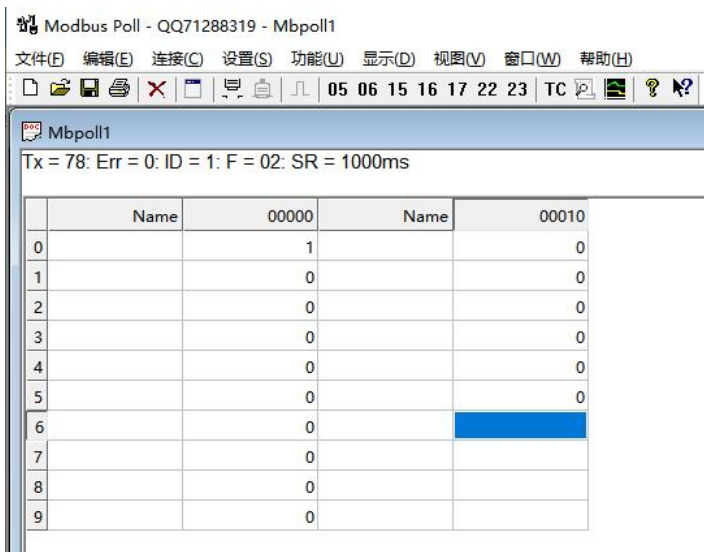 Modbus Poll - QQ71288319 - Mbpoll1
文件(F) 编辑(E) 连接(C) 设置(S) 功能(U) 显示(D) 视图(V) 窗口(W) 帮助(H)
05 06 15 16 17 22 23 TC
Mbpoll1
Tx = 78: Err = 0: ID = 1: F = 02: SR = 1000ms
Name 00000 Name 00010
0 1 0
1 0 0
2 0 0
3 0 0
4 0 0
5 0 0
6 0
7 0
8 0
9 0